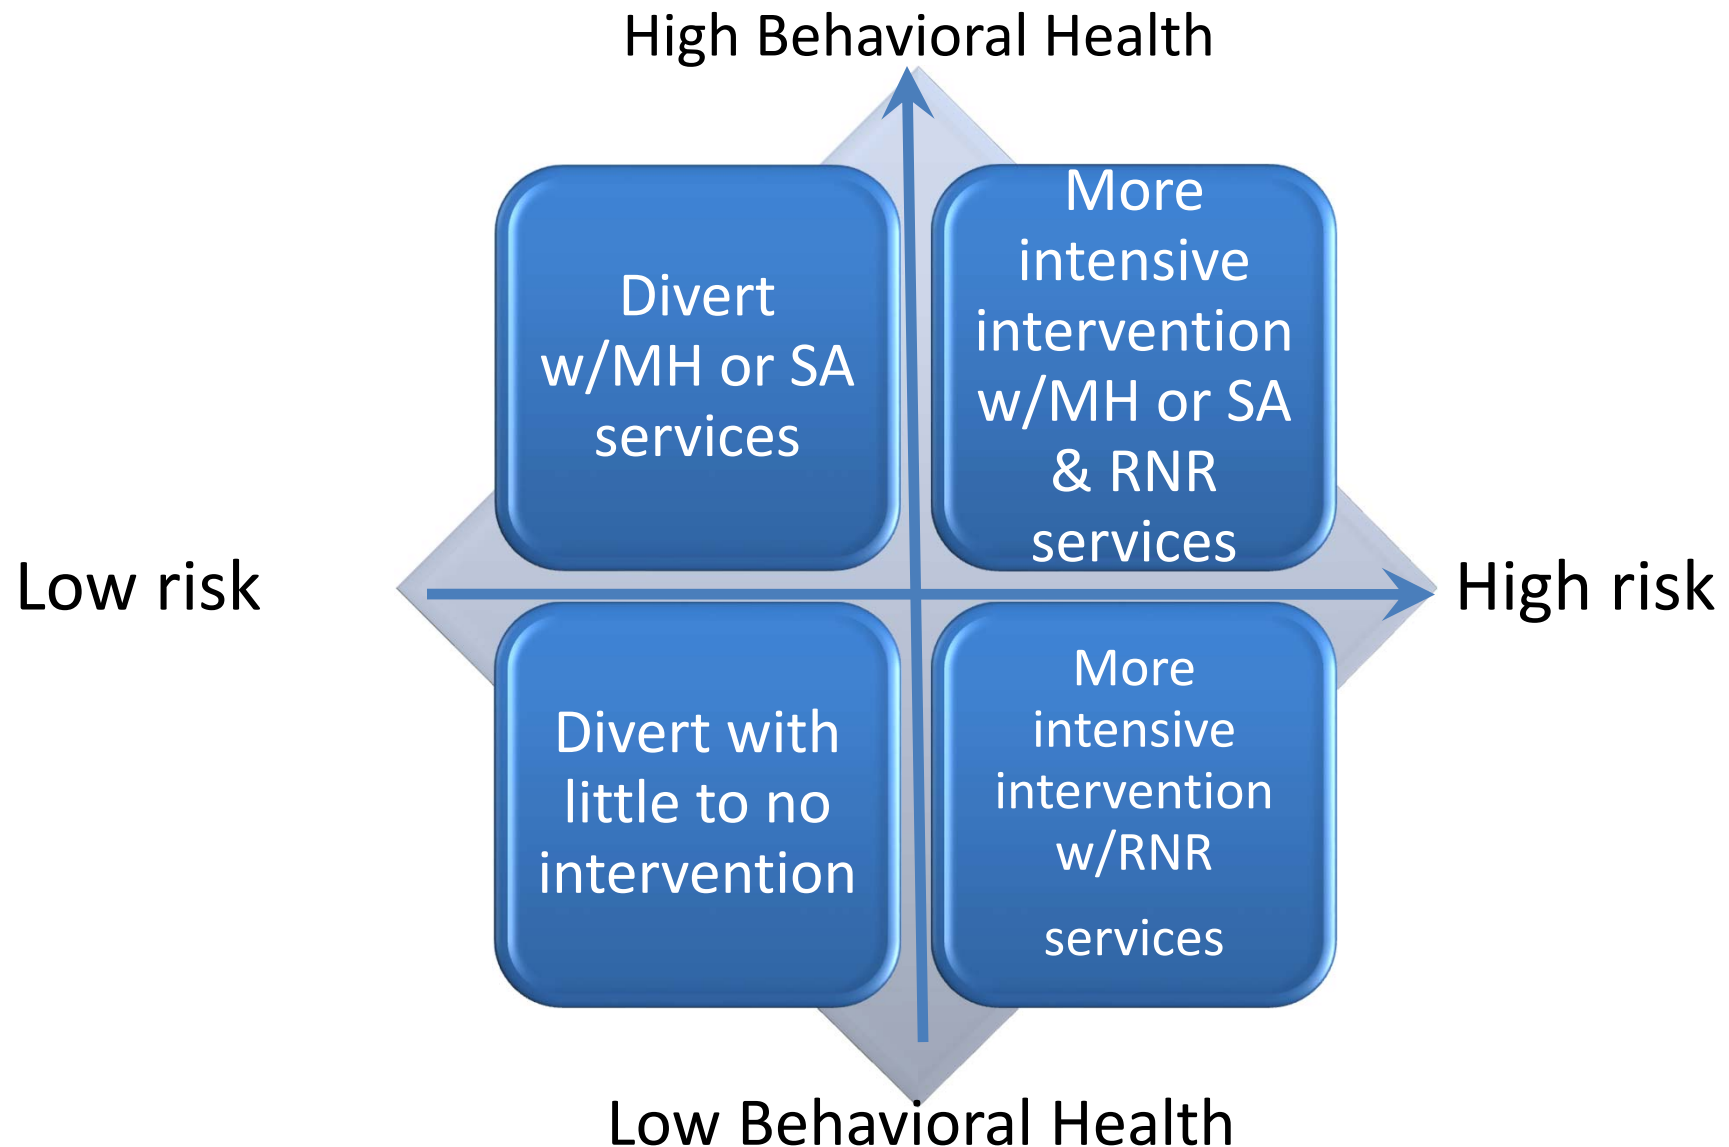 High Behavioral Health
Divert
w/MH or SA
services
More
intensive
intervention
w/MH or SA
& RNR
services
Low risk
High risk
Divert with
little to no
intervention
More
intensive
intervention
w/RNR
services
Low Behavioral Health